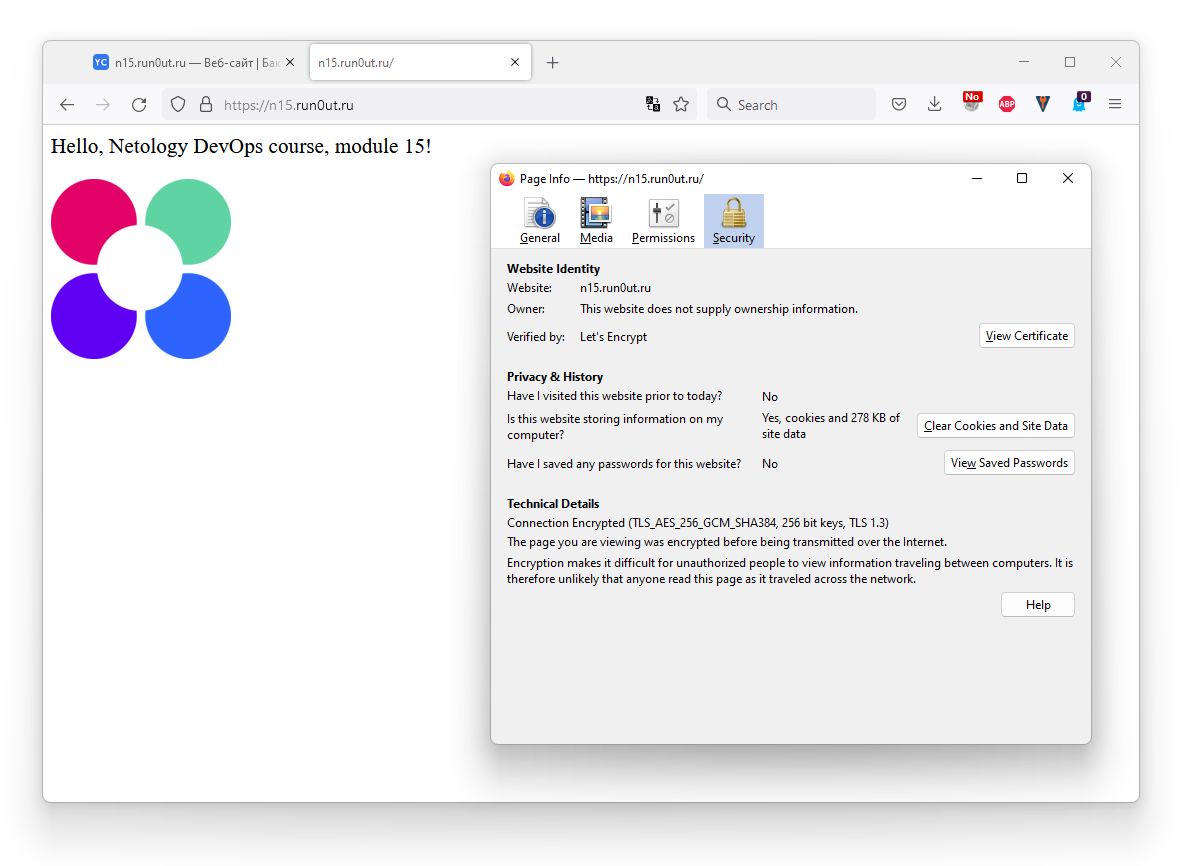 YC n15.run0ut.ru — Веб-сайт | Бак
n15.run0ut.ru/
https://n15.run0ut.ru
Search
No
ABP
0
Hello, Netology DevOps course, module 15!
Page Info — https://n15.run0ut.ru/
General Media Permissions Security
Website Identity
Website: n15.run0ut.ru
Owner: This website does not supply ownership information.
Verified by: Let's Encrypt
View Certificate
Privacy & History
Have I visited this website prior to today? No
Is this website storing information on my
computer?
Yes, cookies and 278 KB of
site data
Clear Cookies and Site Data
Have I saved any passwords for this website? No
View Saved Passwords
Technical Details
Connection Encrypted (TLS_AES_256_GCM_SHA384, 256 bit keys, TLS 1.3)
The page you are viewing was encrypted before being transmitted over the Internet.
Encryption makes it difficult for unauthorized people to view information traveling between computers. It is
therefore unlikely that anyone read this page as it traveled across the network.
Help